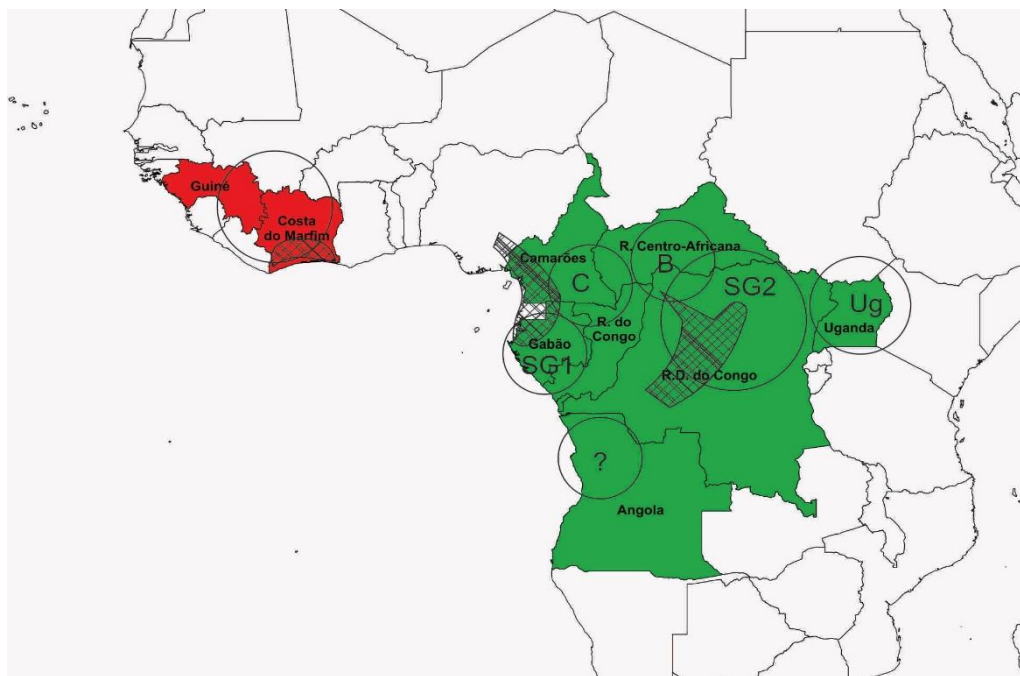 Guiné
Costa
do Marfim
Camarões
R. Centro-Africana
C
B
SG2
Ug
Uganda
R. do
Congo
Gabão
SG1
R.D. do Congo
?
Angola